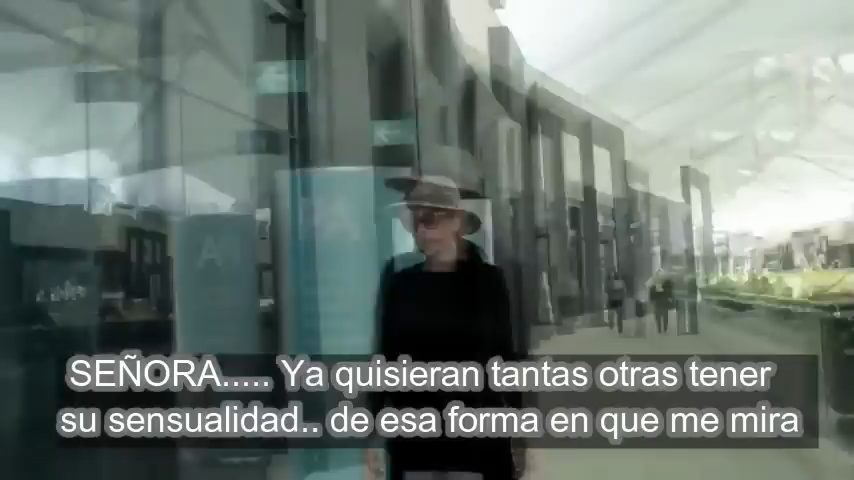 A
A
SEÑORA..... Ya quisieran tantas otras tener
su sensualidad.. de esa forma en que me mira